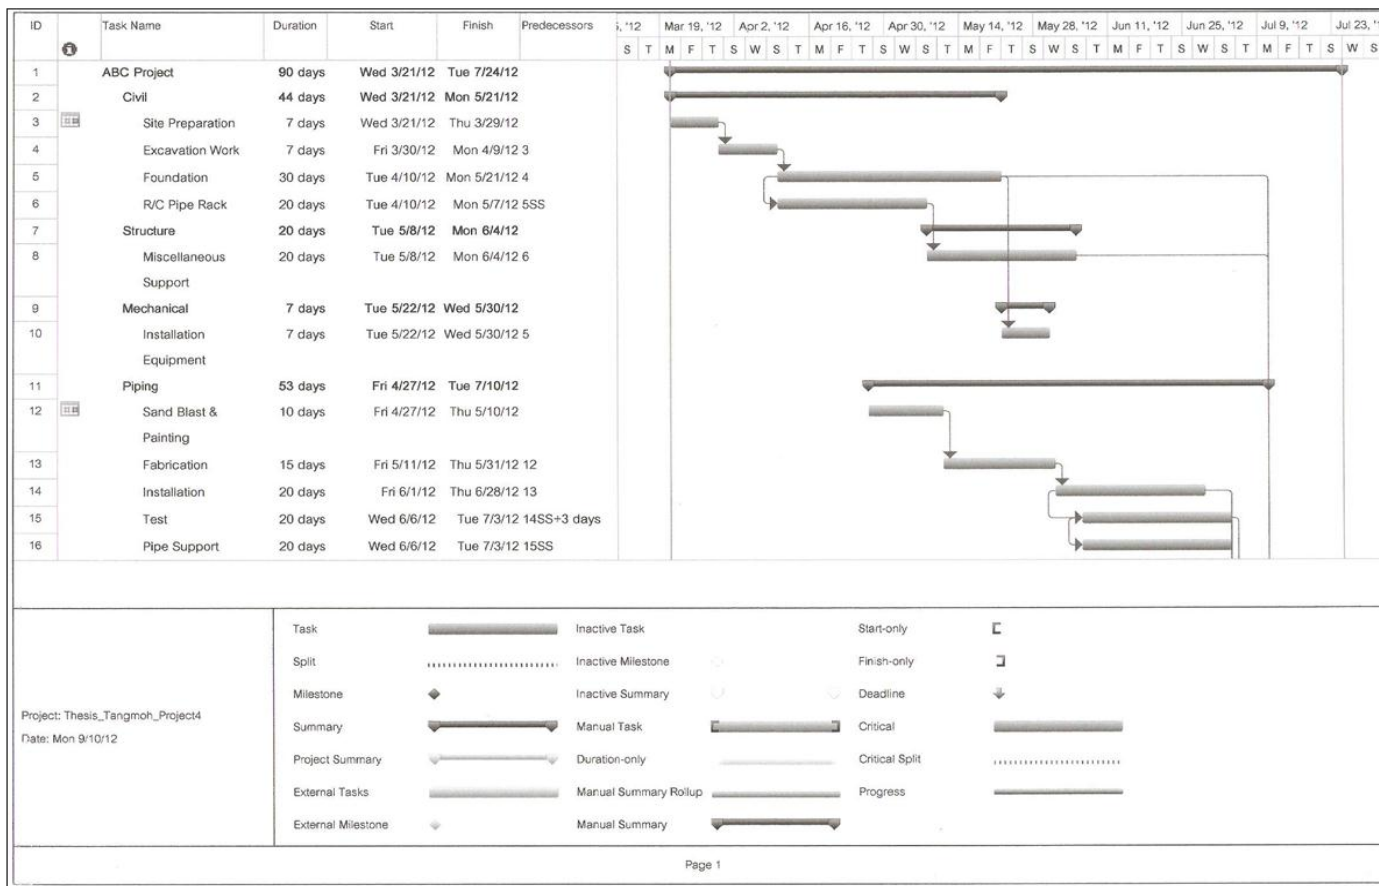 ID Task Name Duration Start Finish Predecessors 5, '12 Mar 19, '12 Apr 2, '12 Apr 16, '12 Apr 30, '12 May 14, '12 May 28, '12 Jun 11, '12 Jun 25, '12 Jul 9, '12 Jul 23, '1
S T M F T S W S T M F T S W S T M F T S W S T M F T S W S T M F T S W S
1 ABC Project 90 days Wed 3/21/12 Tue 7/24/12
2 Civil 44 days Wed 3/21/12 Mon 5/21/12
3 Site Preparation 7 days Wed 3/21/12 Thu 3/29/12
4 Excavation Work 7 days Fri 3/30/12 Mon 4/9/12 3
5 Foundation 30 days Tue 4/10/12 Mon 5/21/12 4
6 R/C Pipe Rack 20 days Tue 4/10/12 Mon 5/7/12 5SS
7 Structure 20 days Tue 5/8/12 Mon 6/4/12
8 Miscellaneous 20 days Tue 5/8/12 Mon 6/4/12 6
Support
9 Mechanical 7 days Tue 5/22/12 Wed 5/30/12
10 Installation 7 days Tue 5/22/12 Wed 5/30/12 5
Equipment
11 Piping 53 days Fri 4/27/12 Tue 7/10/12
12 Sand Blast & 10 days Fri 4/27/12 Thu 5/10/12
Painting
13 Fabrication 15 days Fri 5/11/12 Thu 5/31/12 12
14 Installation 20 days Fri 6/1/12 Thu 6/28/12 13
15 Test 20 days Wed 6/6/12 Tue 7/3/12 14SS+3 days
16 Pipe Support 20 days Wed 6/6/12 Tue 7/3/12 15SS
Project: Thesis_Tangmoh_Project4
Date: Mon 9/10/12
Task Inactive Task Start-only
Split Inactive Milestone Finish-only
Milestone Inactive Summary Deadline
Summary Manual Task Critical
Project Summary Duration-only Critical Split
External Tasks Manual Summary Rollup Progress
External Milestone Manual Summary
Page 1